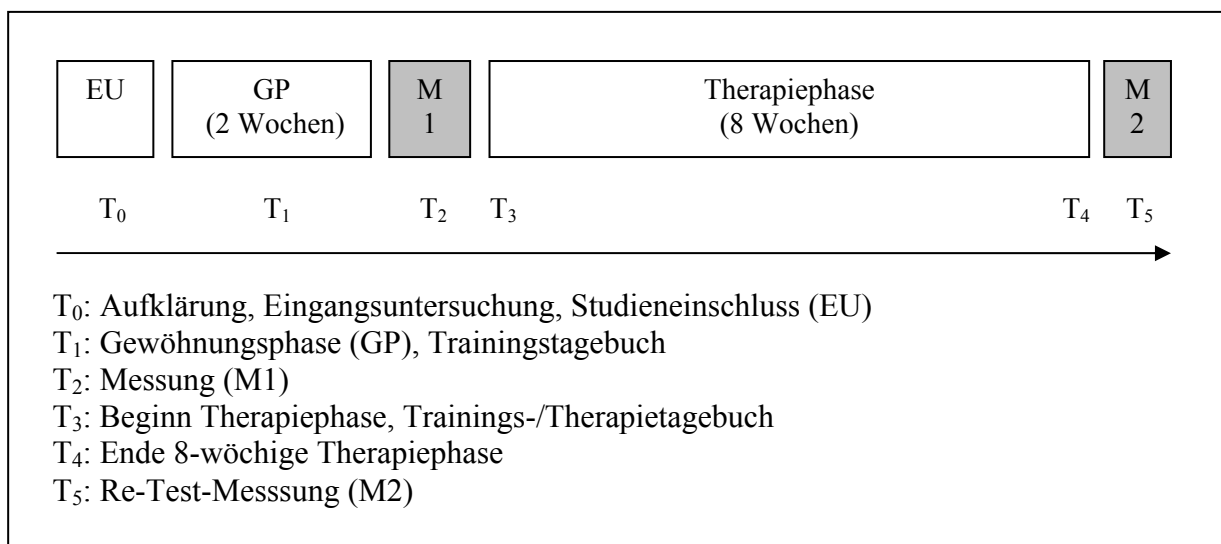 EU GP M Therapiephase M
(2 Wochen) 1 (8 Wochen) 2
T₀ T₁ T₂ T₃ T₄ T₅
T₀: Aufklärung, Eingangsuntersuchung, Studieneinschluss (EU)
T₁: Gewöhnungsphase (GP), Trainingstagebuch
T₂: Messung (M1)
T₃: Beginn Therapiephase, Trainings-/Therapietagebuch
T₄: Ende 8-wöchige Therapiephase
T₅: Re-Test-Messsung (M2)